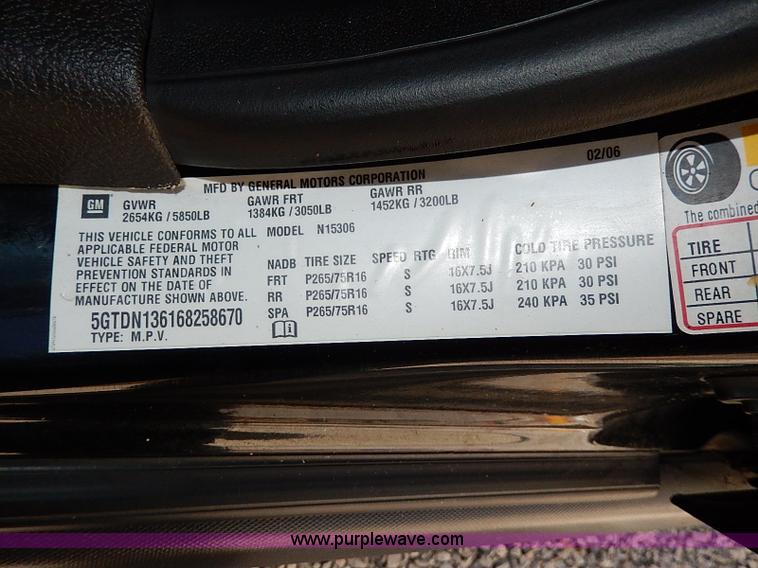 MFD BY GENERAL MOTORS CORPORATION 02/06
GM
GVWR GAWR FRT GAWR RR
2654KG / 5850LB 1384KG / 3050LB 1452KG / 3200LB
THIS VEHICLE CONFORMS TO ALL
APPLICABLE FEDERAL MOTOR
VEHICLE SAFETY AND THEFT
PREVENTION STANDARDS IN
EFFECT ON THE DATE OF
MANUFACTURE SHOWN ABOVE.
5GTDN136168258670
TYPE: M.P.V.
MODEL N15306
NADB TIRE SIZE SPEED RTG RIM COLD TIRE PRESSURE
FRT P265/75R16 S 16X7.5J 210 KPA 30 PSI
RR P265/75R16 S 16X7.5J 210 KPA 30 PSI
SPA P265/75R16 S 16X7.5J 240 KPA 35 PSI
The combined
TIRE
FRONT
REAR
SPARE
www.purplewave.com